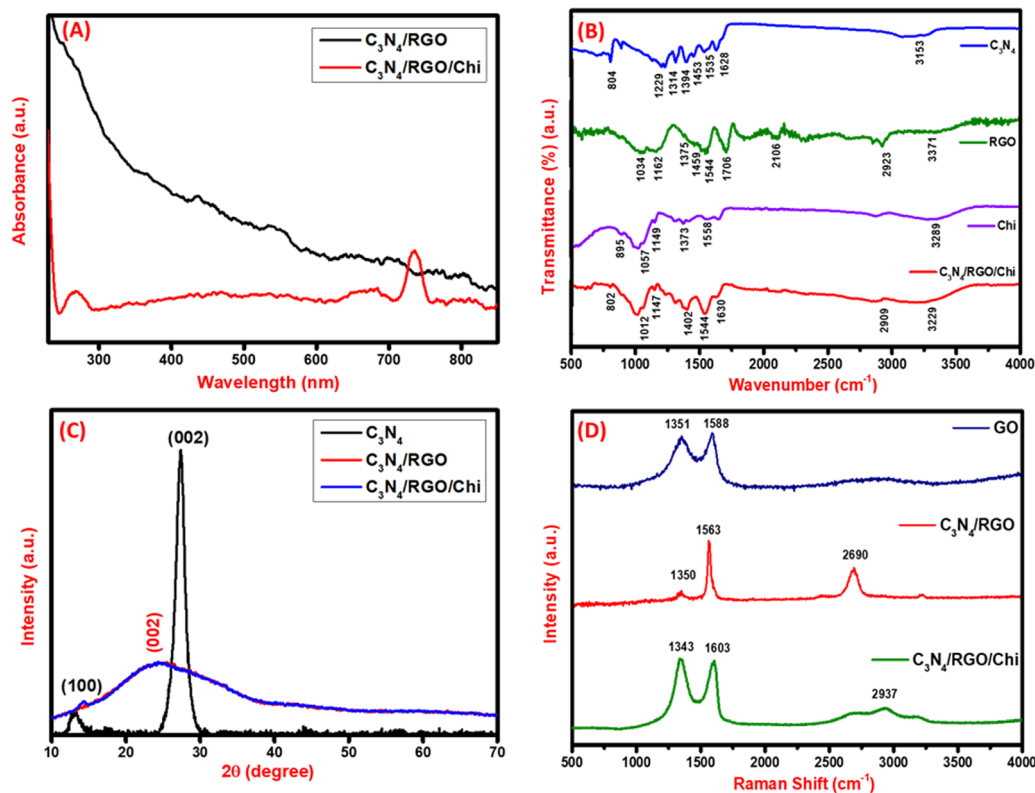 (A)
C₃N₄/RGO
C₃N₄/RGO/Chi
Absorbance (a.u.)
300 400 500 600 700 800
Wavelength (nm)
(B)
C₃N₄
804 1229 1314 1394 1453 1535 1628 3153
RGO
1034 1162 1375 1459 1544 1706 2106 2923 3371
Chi
895 1057 1149 1373 1558 3289
C₃N₄/RGO/Chi
802 1012 1147 1402 1544 1630 2909 3229
Transmittance (%) (a.u.)
500 1000 1500 2000 2500 3000 3500 4000
Wavenumber (cm⁻¹)
(C)
(002)
C₃N₄
C₃N₄/RGO
C₃N₄/RGO/Chi
(002)
(100)
Intensity (a.u.)
10 20 30 40 50 60 70
2θ (degree)
(D)
1351 1588
GO
1563
C₃N₄/RGO
1350 2690
1343 1603
C₃N₄/RGO/Chi
2937
Intensity (a.u.)
500 1000 1500 2000 2500 3000 3500 4000
Raman Shift (cm⁻¹)